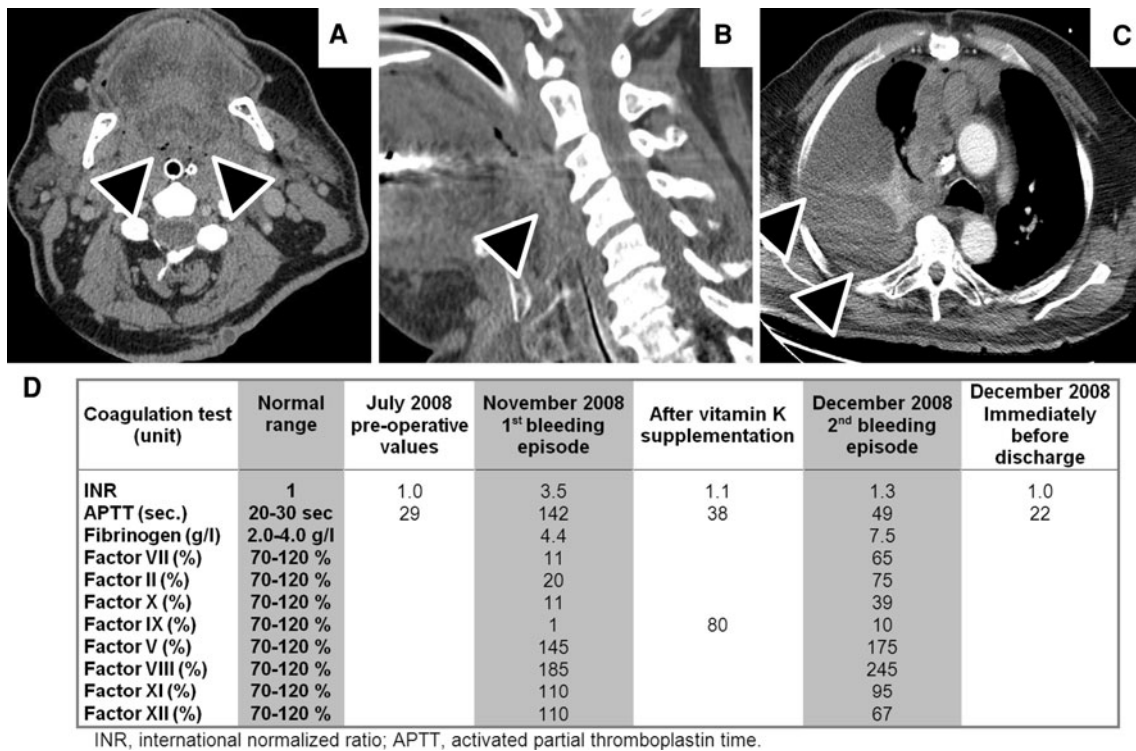 A
B
C
D
Coagulation test (unit) Normal range July 2008 pre-operative values November 2008 1st bleeding episode After vitamin K supplementation December 2008 2nd bleeding episode December 2008 Immediately before discharge
INR 1 1.0 3.5 1.1 1.3 1.0
APTT (sec.) 20-30 sec 29 142 38 49 22
Fibrinogen (g/l) 2.0-4.0 g/l 4.4 7.5
Factor VII (%) 70-120 % 11 65
Factor II (%) 70-120 % 20 75
Factor X (%) 70-120 % 11 39
Factor IX (%) 70-120 % 1 80 10
Factor V (%) 70-120 % 145 175
Factor VIII (%) 70-120 % 185 245
Factor XI (%) 70-120 % 110 95
Factor XII (%) 70-120 % 110 67
INR, international normalized ratio; APTT, activated partial thromboplastin time.